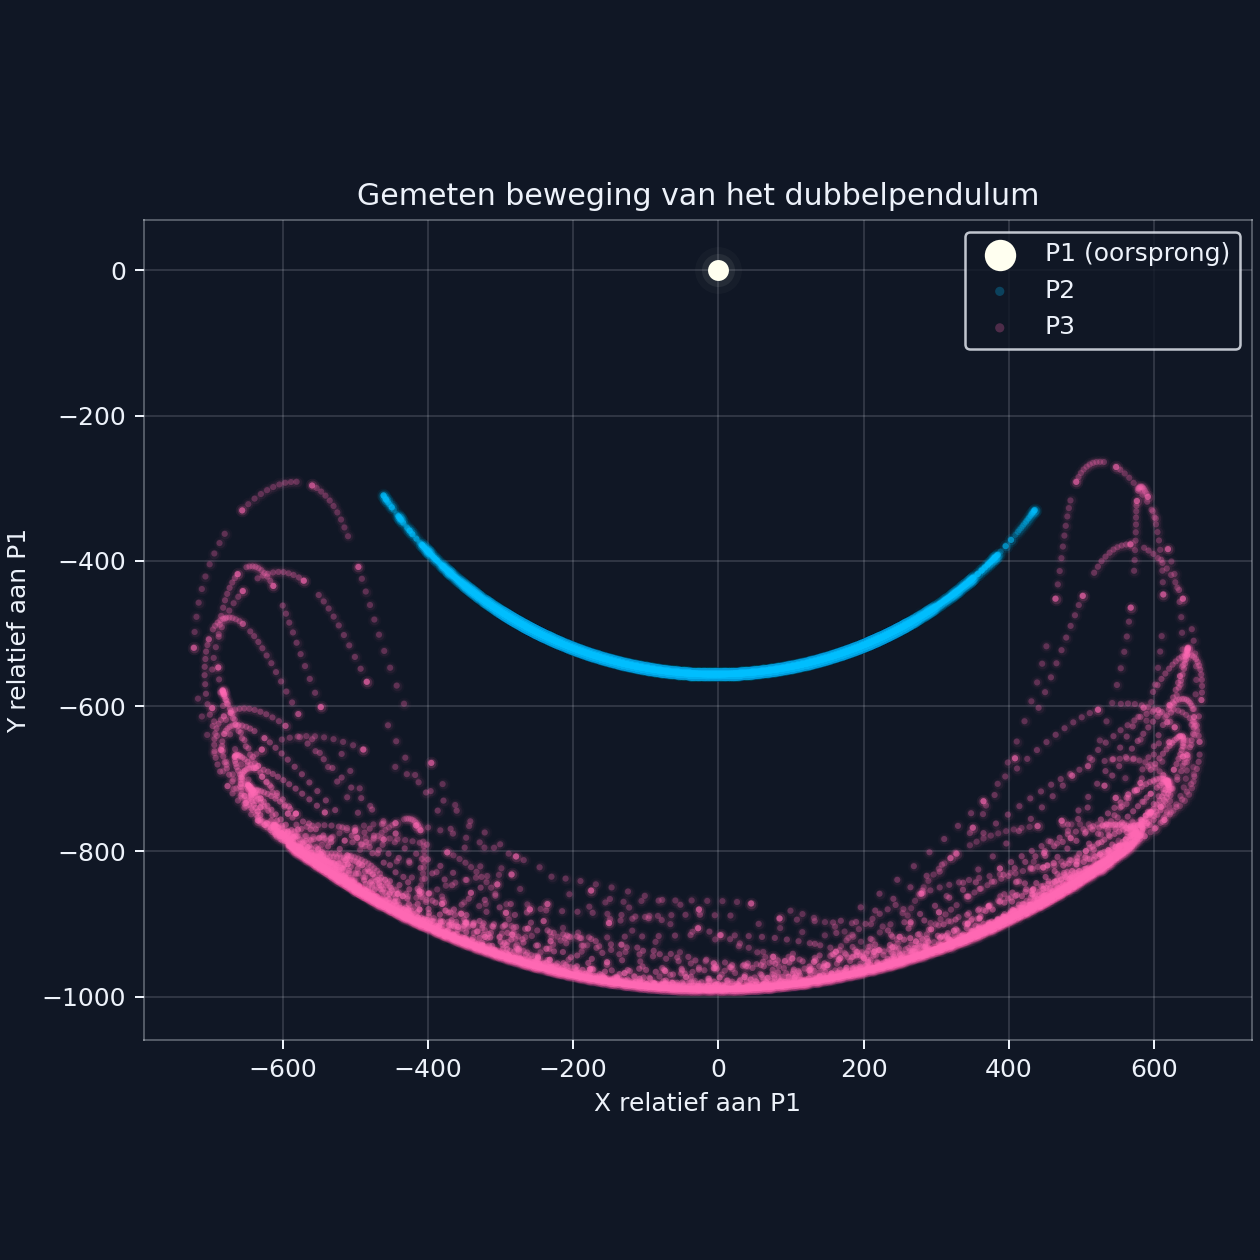 Gemeten beweging van het dubbelpendulum
P1 (oorsprong)
P2
P3
0
−200
−400
−600
−800
−1000
Y relatief aan P1
−600
−400
−200
0
200
400
600
X relatief aan P1